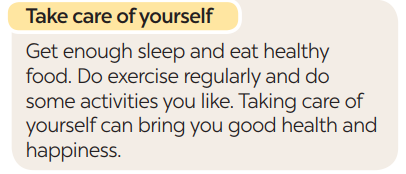 Take care of yourself
Get enough sleep and eat healthy
food. Do exercise regularly and do
some activities you like. Taking care of
yourself can bring you good health and
happiness.